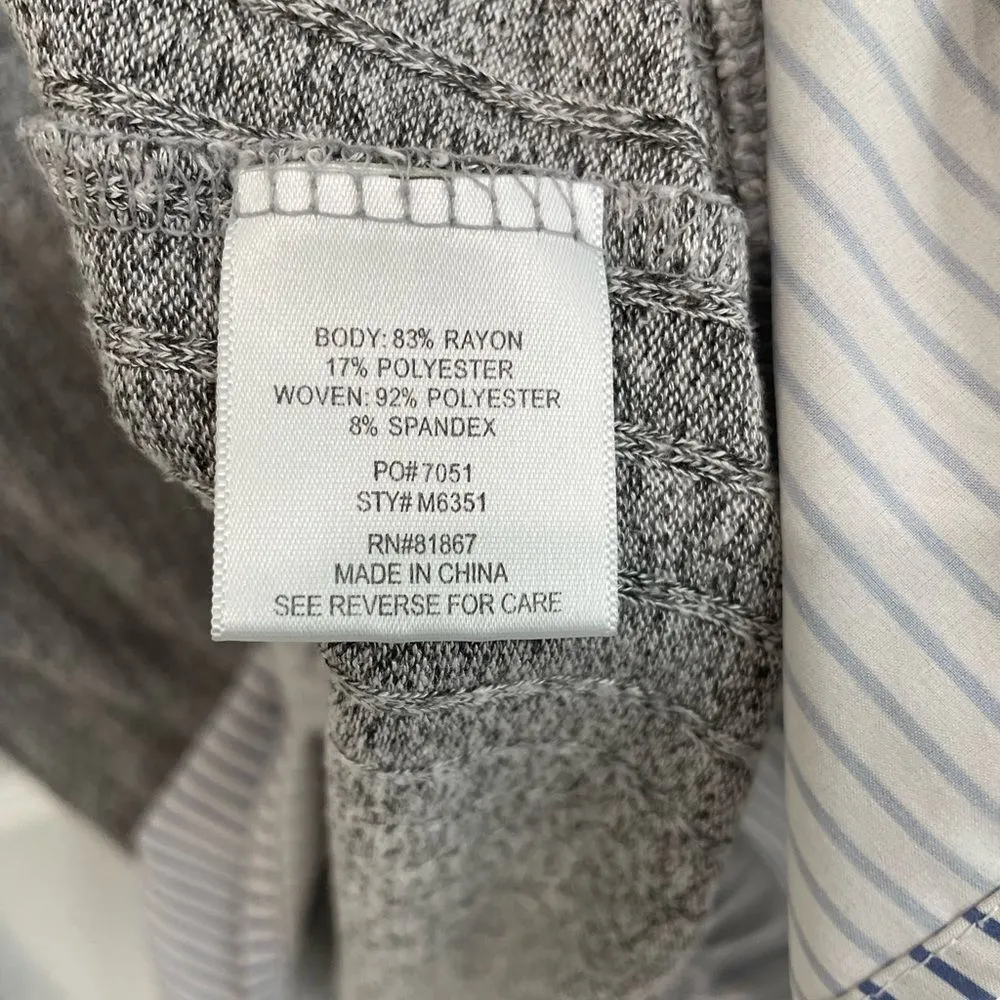 BODY: 83% RAYON
17% POLYESTER
WOVEN: 92% POLYESTER
8% SPANDEX
PO#7051
STY# M6351
RN#81867
MADE IN CHINA
SEE REVERSE FOR CARE